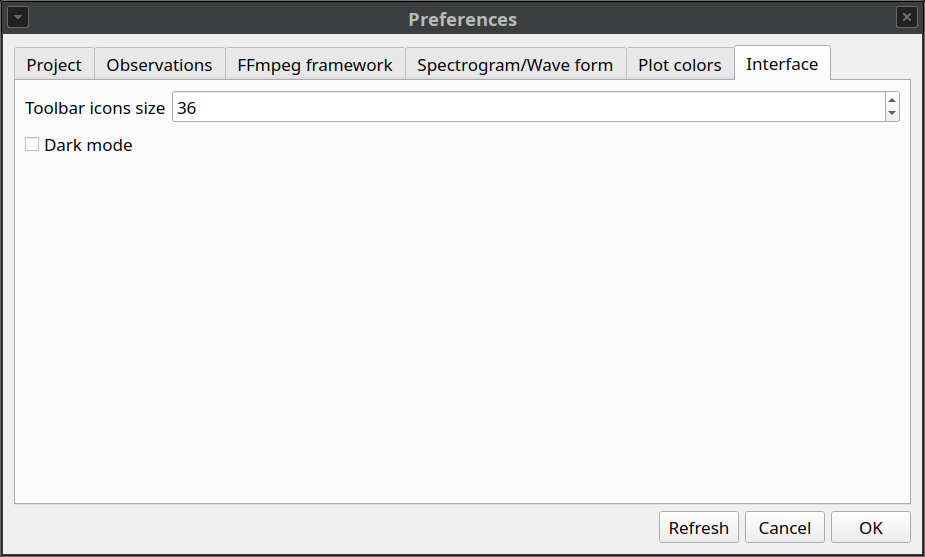 Preferences
Project Observations FFmpeg framework Spectrogram/Wave form Plot colors Interface
Toolbar icons size 36
Dark mode
Refresh Cancel OK